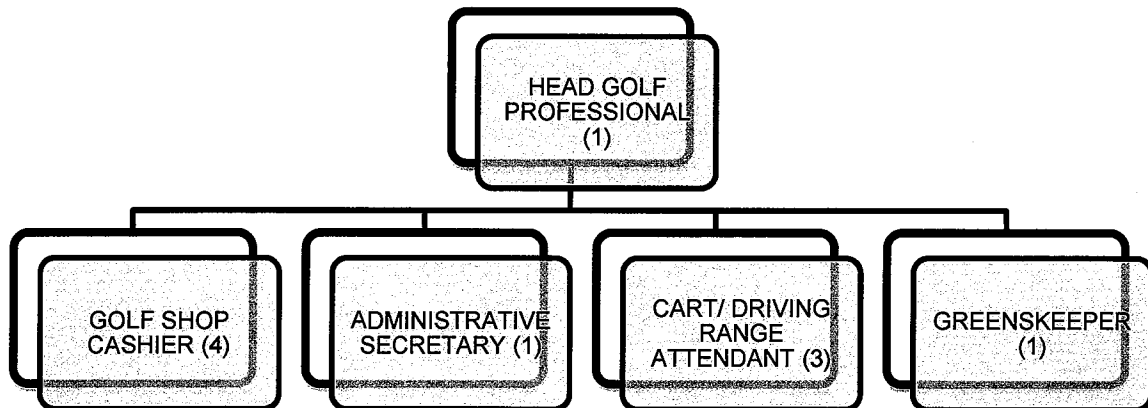 HEAD GOLF
PROFESSIONAL
(1)
GOLF SHOP
CASHIER (4)
ADMINISTRATIVE
SECRETARY (1)
CART/ DRIVING
RANGE
ATTENDANT (3)
GREENSKEEPER
(1)